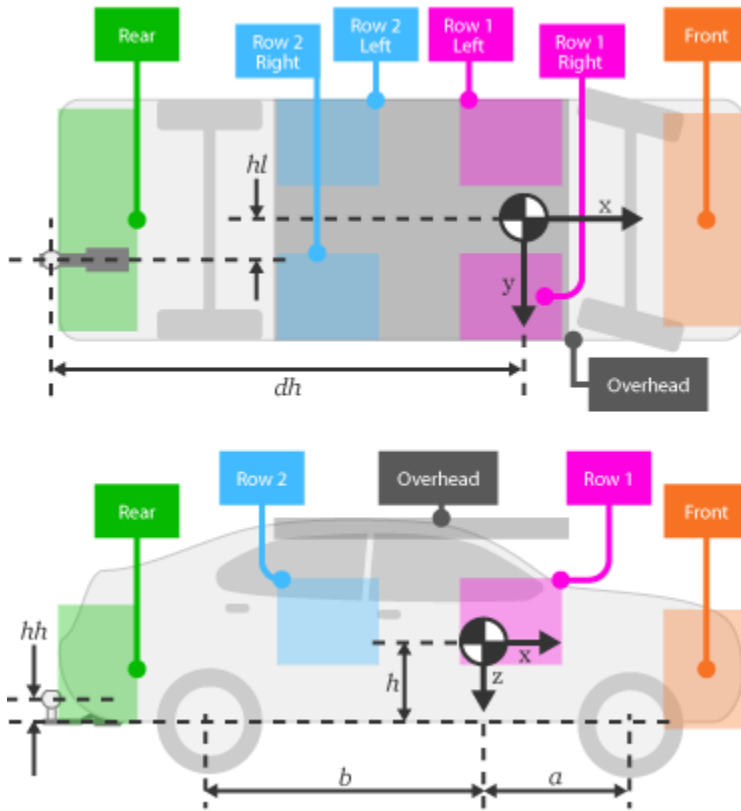 Rear
Row 2
Right
Row 2
Left
Row 1
Left
Row 1
Right
Front
hl
x
y
dh
Overhead
Rear
Row 2
Overhead
Row 1
Front
hh
h
x
z
b
a